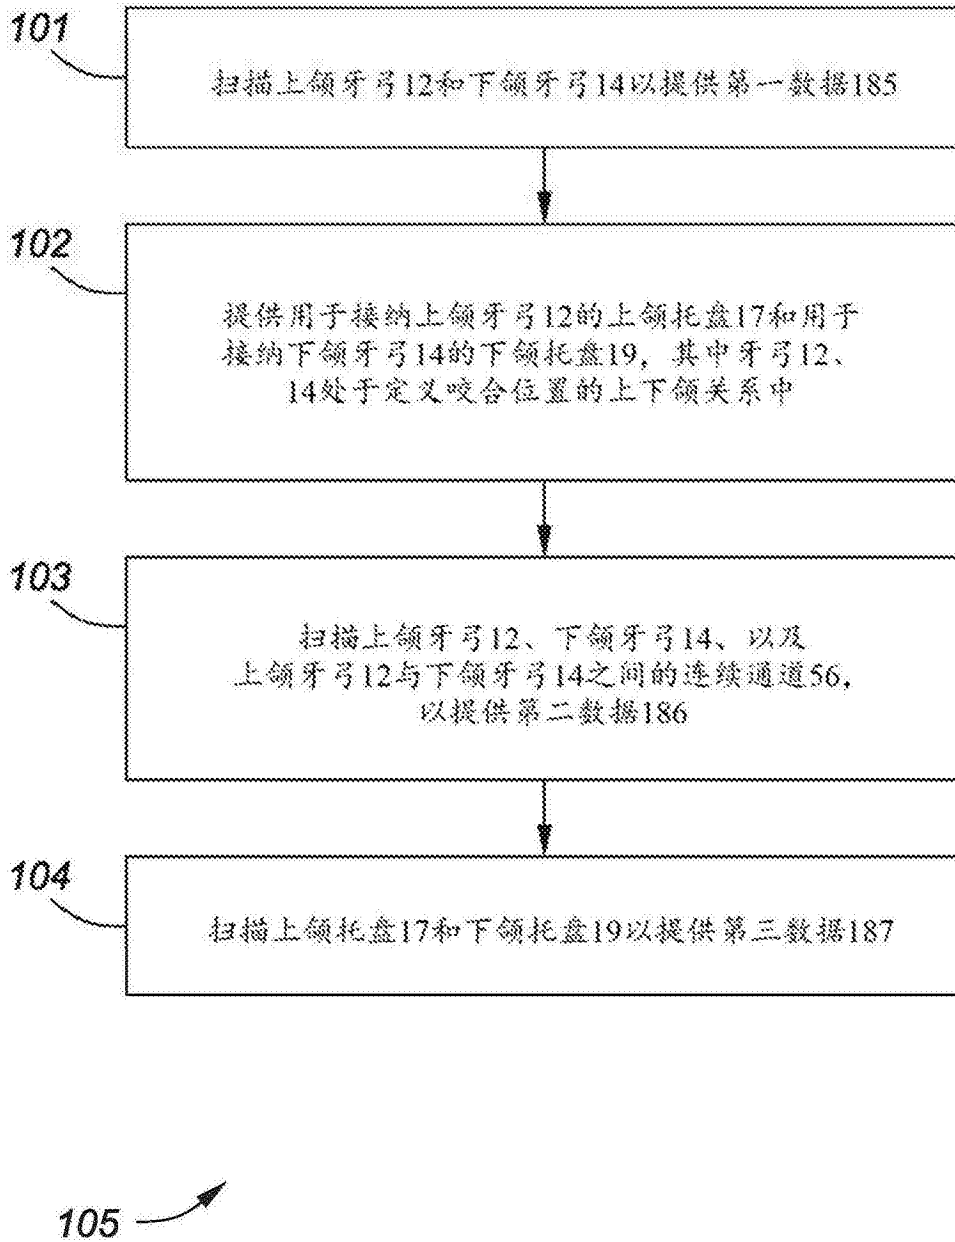 101
扫描上颌牙弓12和下颌牙弓14以提供第一数据185
102
提供用于接纳上颌牙弓12的上颌托盘17和用于
接纳下颌牙弓14的下颌托盘19，其中牙弓12、
14处于定义咬合位置的上下颌关系中
103
扫描上颌牙弓12、下颌牙弓14、以及
上颌牙弓12与下颌牙弓14之间的连续通道56，
以提供第二数据186
104
扫描上颌托盘17和下颌托盘19以提供第三数据187
105